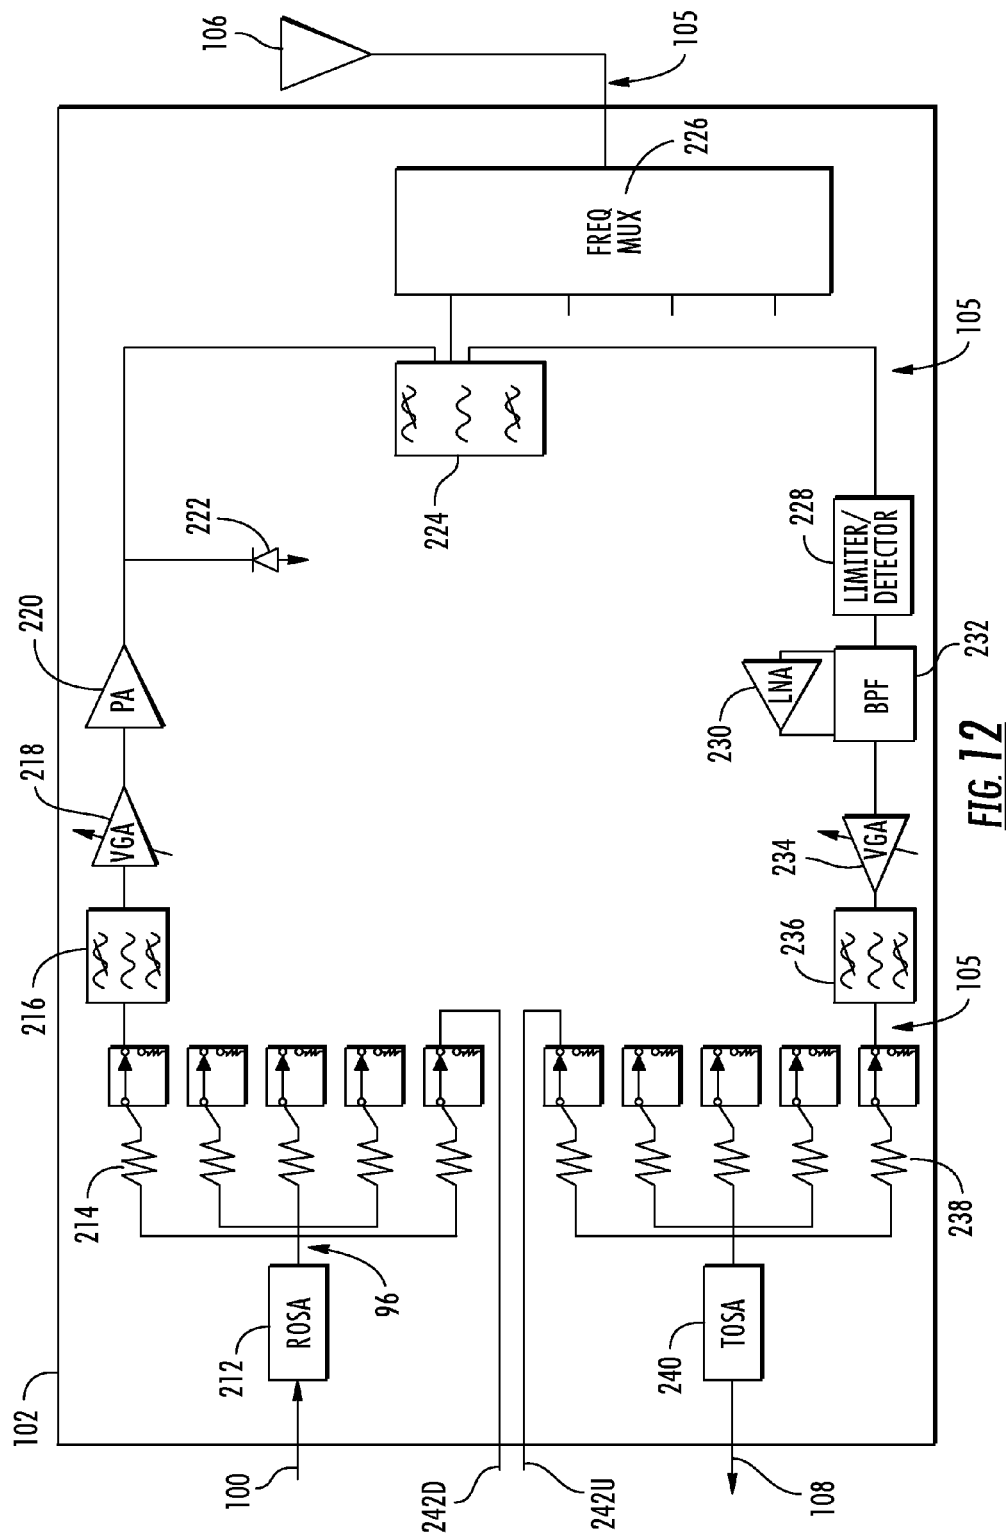 102
100
212
ROSA
96
214
216
218
VGA
220
PA
222
224
106
105
FREQ
MUX
226
105
228
LIMITER/
DETECTOR
230
LNA
BPF
232
234
VGA
236
105
238
240
TOSA
242D
242U
108
FIG. 12